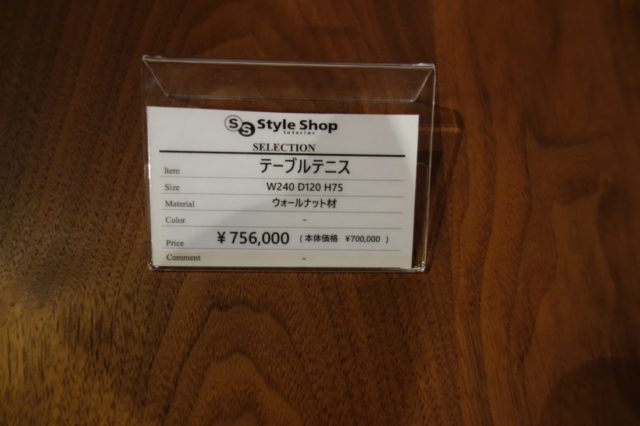 SS Style Shop
interior
SELECTION
Item テーブルテニス
Size W240 D120 H75
Material ウォールナット材
Color -
Price ¥756,000 (本体価格 ¥700,000 )
Comment -